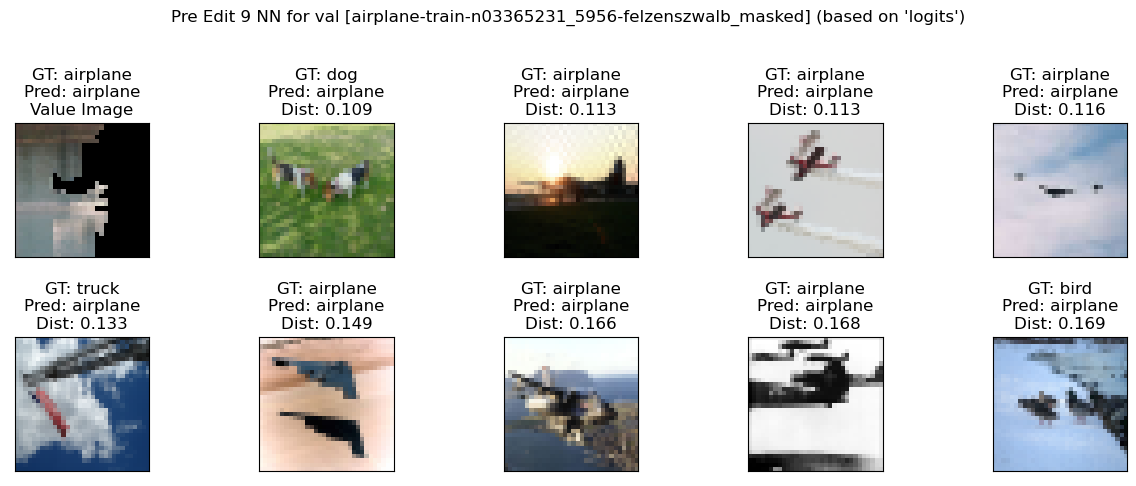 Pre Edit 9 NN for val [airplane-train-n03365231_5956-felzenszwalb_masked] (based on 'logits')
GT: airplane
Pred: airplane
Value Image
GT: dog
Pred: airplane
Dist: 0.109
GT: airplane
Pred: airplane
Dist: 0.113
GT: airplane
Pred: airplane
Dist: 0.113
GT: airplane
Pred: airplane
Dist: 0.116
GT: truck
Pred: airplane
Dist: 0.133
GT: airplane
Pred: airplane
Dist: 0.149
GT: airplane
Pred: airplane
Dist: 0.166
GT: airplane
Pred: airplane
Dist: 0.168
GT: bird
Pred: airplane
Dist: 0.169